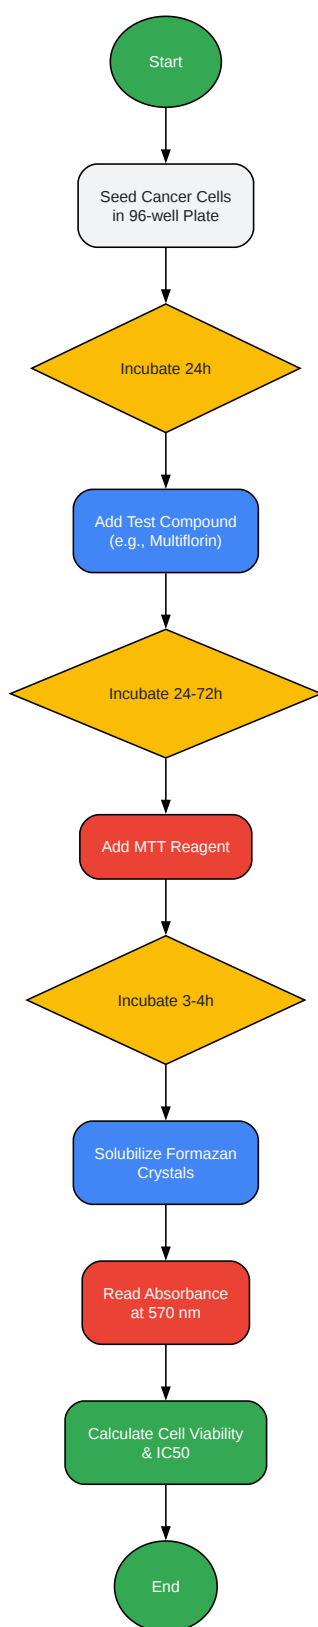 Start
Seed Cancer Cells
in 96-well Plate
Incubate 24h
Add Test Compound
(e.g., Multiflorin)
Incubate 24-72h
Add MTT Reagent
Incubate 3-4h
Solubilize Formazan
Crystals
Read Absorbance
at 570 nm
Calculate Cell Viability
& IC50
End